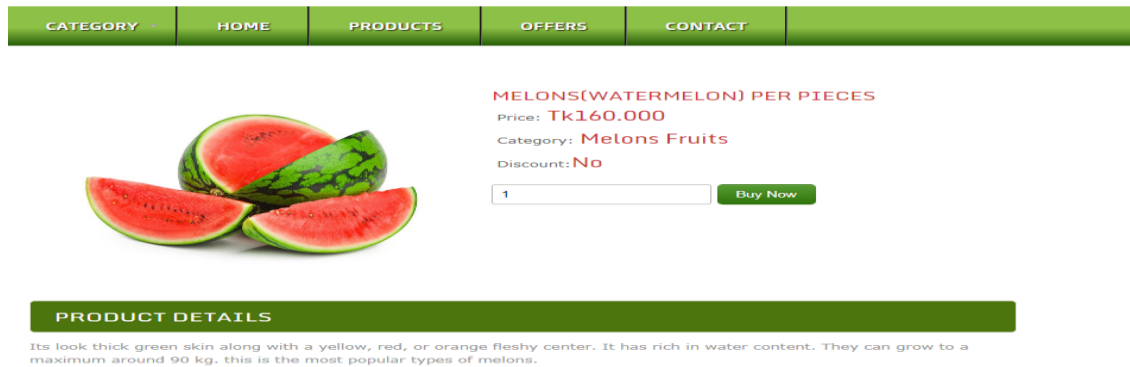 CATEGORY HOME PRODUCTS OFFERS CONTACT
MELONS(WATERMELON) PER PIECES
Price: Tk160.000
Category: Melons Fruits
Discount:No
1 Buy Now
PRODUCT DETAILS
Its look thick green skin along with a yellow, red, or orange fleshy center. It has rich in water content. They can grow to a
maximum around 90 kg. this is the most popular types of melons.